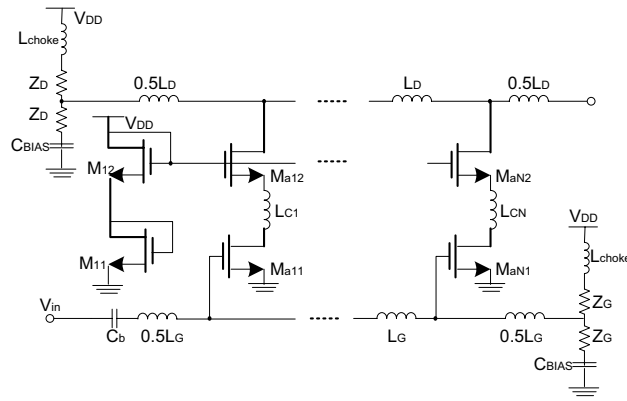 VDD
Lchoke
ZD
0.5LD
LD
0.5LD
ZD
CBIAS
VDD
M12
Ma12
MaN2
LC1
LCN
VDD
M11
Ma11
MaN1
Lchoke
Vin
ZG
Cb
0.5LG
LG
0.5LG
ZG
CBIAS